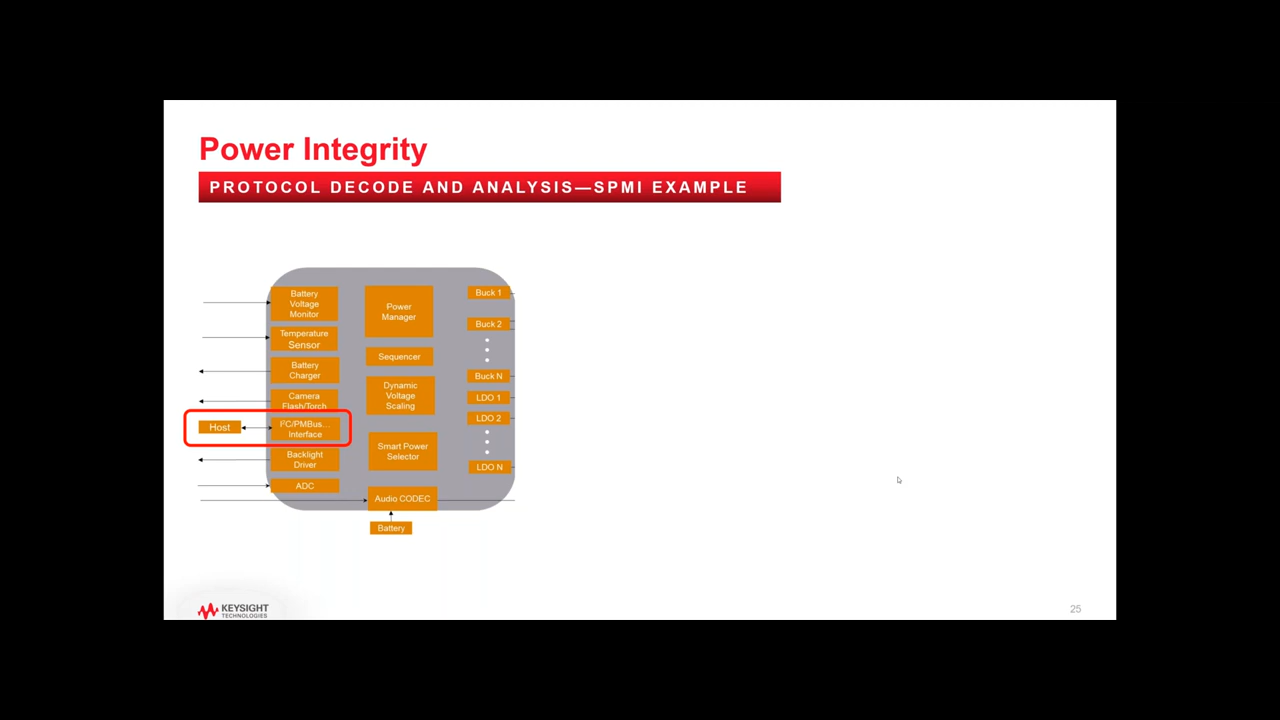 Power Integrity
PROTOCOL DECODE AND ANALYSIS—SPMI EXAMPLE
Battery
Voltage
Monitor
Temperature
Sensor
Battery
Charger
Camera
Flash/Torch
Host
I²C/PMBus...
Interface
Backlight
Driver
ADC
Power
Manager
Sequencer
Dynamic
Voltage
Scaling
Smart Power
Selector
Audio CODEC
Battery
Buck 1
Buck 2
Buck N
LDO 1
LDO 2
LDO N
KEYSIGHT
TECHNOLOGIES
25